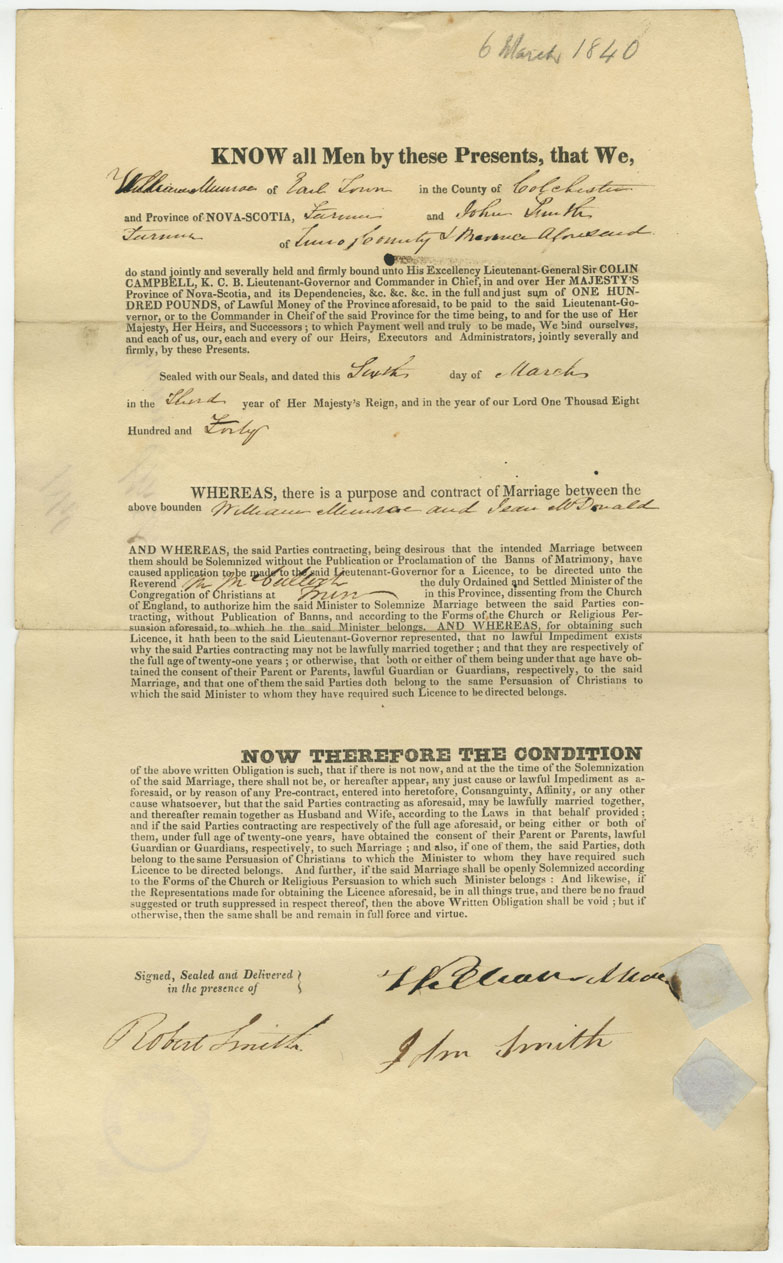 6 March 1840
KNOW all Men by these Presents, that We,
William Munroe of Earl Town in the County of Colchester
and Province of NOVA-SCOTIA, Farmer and John Smith
Farmer of Truro County & Province Aforesaid
do stand jointly and severally held and firmly bound unto His Excellency Lieutenant-General Sir COLIN
CAMPBELL, K. C. B. Lieutenant-Governor and Commander in Chief, in and over Her MAJESTY'S
Province of Nova-Scotia, and its Dependencies, &c. &c. &c. in the full and just sum of ONE HUN-
DRED POUNDS, of Lawful Money of the Province aforesaid, to be paid to the said Lieutenant-Go-
vernor, or to the Commander in Cheif of the said Province for the time being, to and for the use of Her
Majesty, Her Heirs, and Successors; to which Payment well and truly to be made, We bind ourselves,
and each of us, our, each and every of our Heirs, Executors and Administrators, jointly severally and
firmly, by these Presents.
Sealed with our Seals, and dated this Sixth day of March
in the Third year of Her Majesty's Reign, and in the year of our Lord One Thousad Eight
Hundred and Forty
WHEREAS, there is a purpose and contract of Marriage between the
above bounden William Munroe and Jean McDonald
AND WHEREAS, the said Parties contracting, being desirous that the intended Marriage between
them should be Solemnized without the Publication or Proclamation of the Banns of Matrimony, have
caused application to be made to the said Lieutenant-Governor for a Licence, to be directed unto the
Reverend Mr McCulloch the duly Ordained and Settled Minister of the
Congregation of Christians at Truro in this Province, dissenting from the Church
of England, to authorize him the said Minister to Solemnize Marriage between the said Parties con-
tracting, without Publication of Banns, and according to the Forms of the Church or Religious Per-
suasion aforesaid, to which he the said Minister belongs. AND WHEREAS, for obtaining such
Licence, it hath been to the said Lieutenant-Governor represented, that no lawful Impediment exists
why the said Parties contracting may not be lawfully married together; and that they are respectively of
the full age of twenty-one years; or otherwise, that both or either of them being under that age have ob-
tained the consent of their Parent or Parents, lawful Guardian or Guardians, respectively, to the said
Marriage, and that one of them the said Parties doth belong to the same Persuasion of Christians to
which the said Minister to whom they have required such Licence to be directed belongs.
NOW THEREFORE THE CONDITION
of the above written Obligation is such, that if there is not now, and at the the time of the Solemnization
of the said Marriage, there shall not be, or hereafter appear, any just cause or lawful Impediment as a-
foresaid, or by reason of any Pre-contract, entered into heretofore, Consanguinty, Affinity, or any other
cause whatsoever, but that the said Parties contracting as aforesaid, may be lawfully married together,
and thereafter remain together as Husband and Wife, according to the Laws in that behalf provided;
and if the said Parties contracting are respectively of the full age aforesaid, or being either or both of
them, under full age of twenty-one years, have obtained the consent of their Parent or Parents, lawful
Guardian or Guardians, respectively, to such Marriage; and also, if one of them, the said Parties, doth
belong to the same Persuasion of Christians to which the Minister to whom they have required such
Licence to be directed belongs. And further, if the said Marriage shall be openly Solemnized according
to the Forms of the Church or Religious Persuasion to which such Minister belongs: And likewise, if
the Representations made for obtaining the Licence aforesaid, be in all things true, and there be no fraud
suggested or truth suppressed in respect thereof, then the above Written Obligation shall be void; but if
otherwise, then the same shall be and remain in full force and virtue.
Signed, Sealed and Delivered }
in the presence of
William
Robert Smith
John Smith